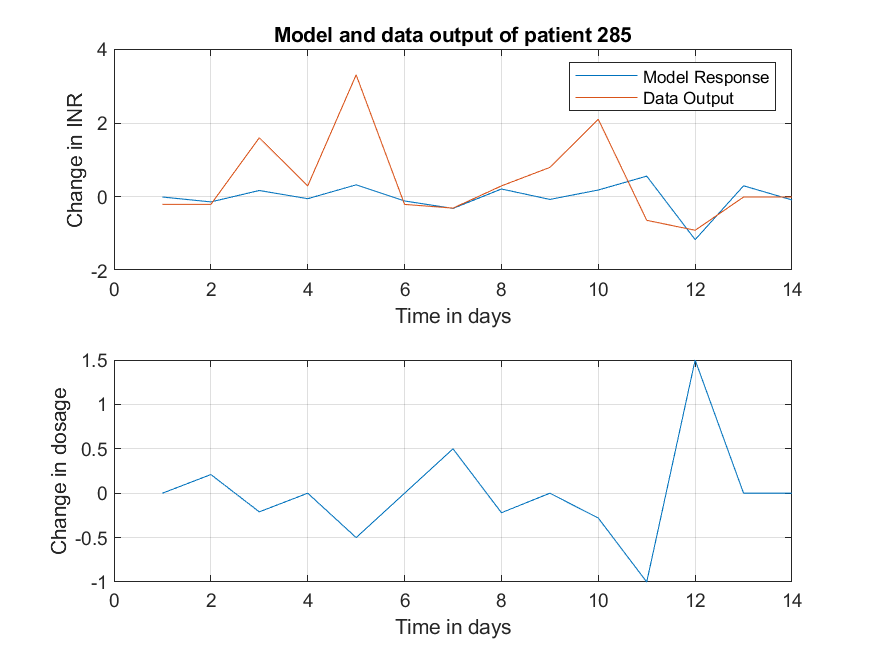 Model and data output of patient 285
Change in INR
4
2
0
-2
Model Response
Data Output
0 2 4 6 8 10 12 14
Time in days
Change in dosage
1.5
1
0.5
0
-0.5
-1
0 2 4 6 8 10 12 14
Time in days